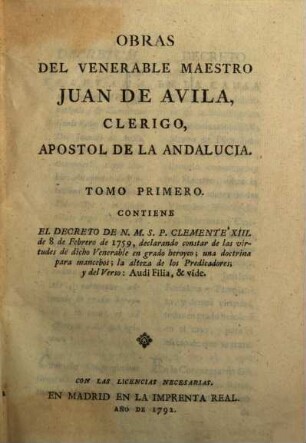 OBRAS
DEL VENERABLE MAESTRO
JUAN DE AVILA,
CLERIGO,
APOSTOL DE LA ANDALUCIA.
TOMO PRIMERO.
CONTIENE
EL DECRETO DE N. M. S. P. CLEMENTE XIII.
de 8 de Febrero de 1759, declarando constar de las vir-
tudes de dicho Venerable en grado heroyco; una doctrina
para mancebos; la alteza de los Predicadores;
y del Verso: Audi Filia, & vide.
CON LAS LICENCIAS NECESARIAS.
EN MADRID EN LA IMPRENTA REAL.
AÑO DE 1792.